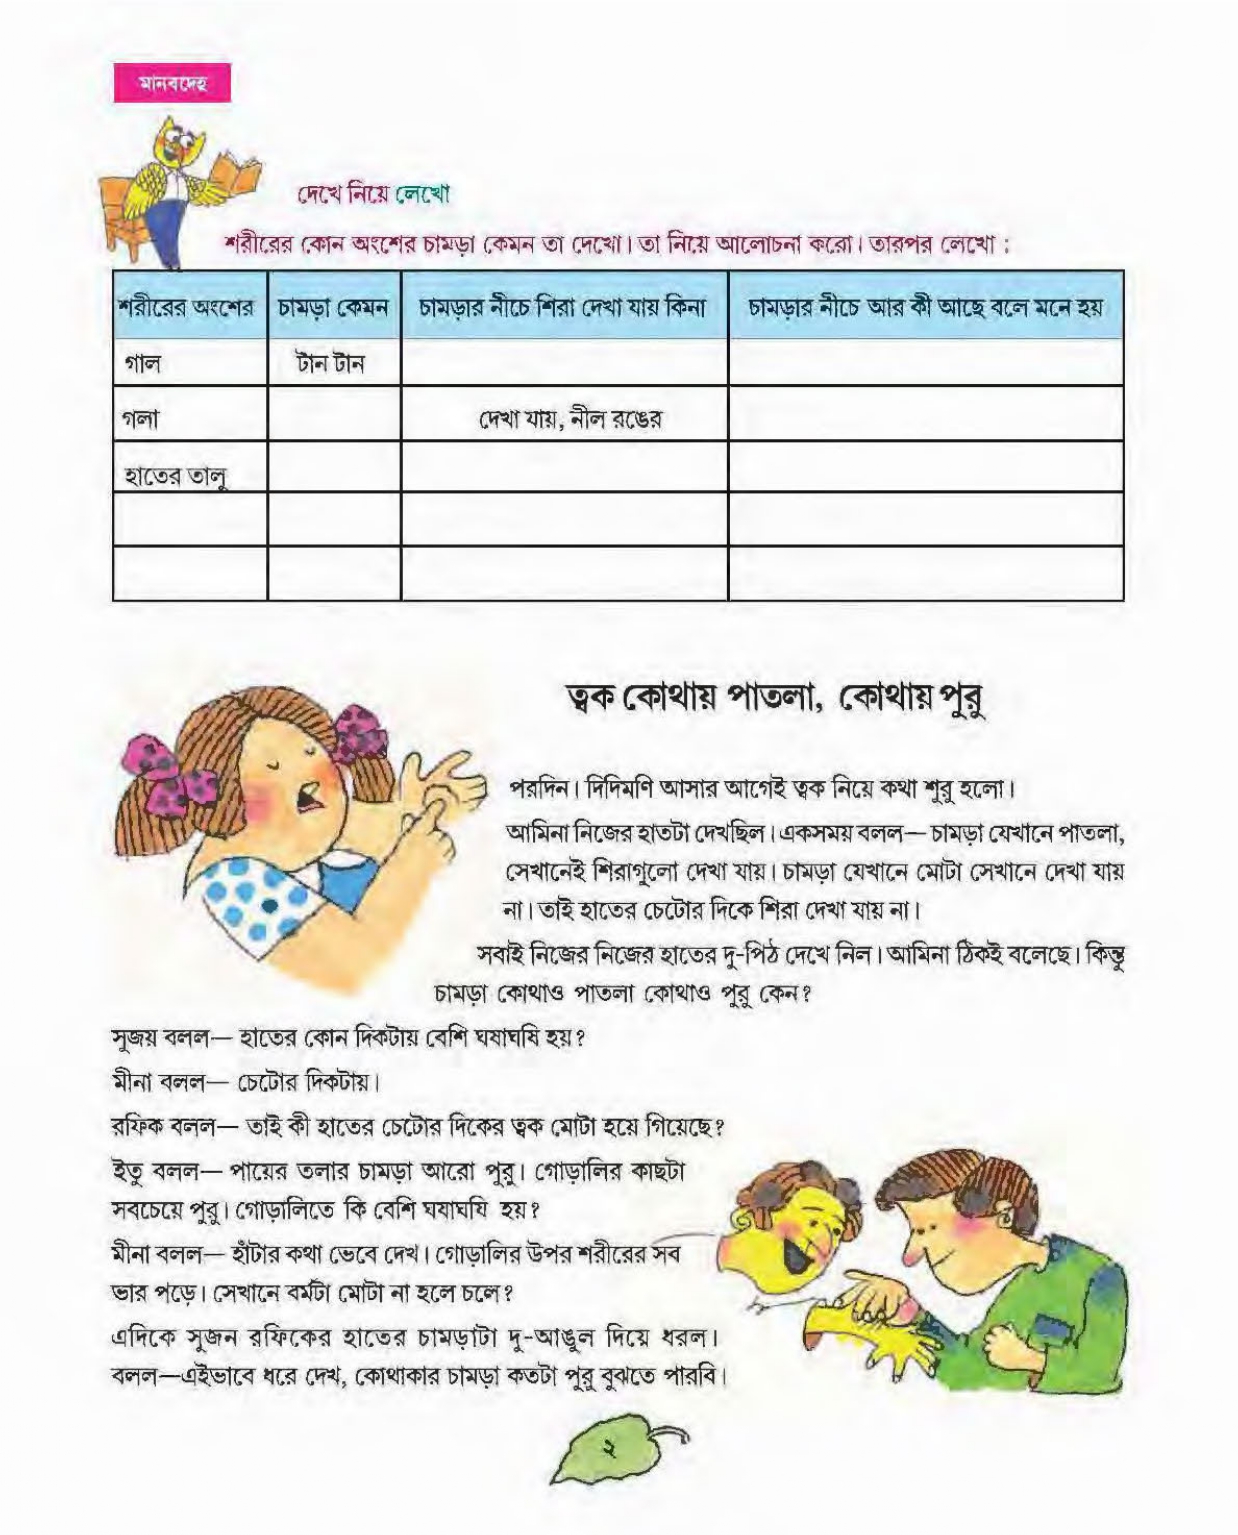 মানবদেহ
দেখে নিয়ে লেখো
শরীরের কোন অংশের চামড়া কেমন তা দেখো। তা নিয়ে আলোচনা করো। তারপর লেখো :
শরীরের অংশের চামড়া কেমন চামড়ার নীচে শিরা দেখা যায় কিনা চামড়ার নীচে আর কী আছে বলে মনে হয়
গাল টান টান
গলা দেখা যায়, নীল রঙের
হাতের তালু
ত্বক কোথায় পাতলা, কোথায় পুরু
পরদিন। দিদিমণি আসার আগেই ত্বক নিয়ে কথা শুরু হলো।
আমিনা নিজের হাতটা দেখছিল। একসময় বলল— চামড়া যেখানে পাতলা,
সেখানেই শিরাগুলো দেখা যায়। চামড়া যেখানে মোটা সেখানে দেখা যায়
না। তাই হাতের চেটোর দিকে শিরা দেখা যায় না।
সবাই নিজের নিজের হাতের দু-পিঠ দেখে নিল। আমিনা ঠিকই বলেছে। কিন্তু
চামড়া কোথাও পাতলা কোথাও পুরু কেন?
সুজয় বলল— হাতের কোন দিকটায় বেশি ঘষাঘষি হয়?
মীনা বলল— চেটোর দিকটায়।
রফিক বলল— তাই কী হাতের চেটোর দিকের ত্বক মোটা হয়ে গিয়েছে?
ইতু বলল— পায়ের তলার চামড়া আরো পুরু। গোড়ালির কাছটা
সবচেয়ে পুরু। গোড়ালিতে কি বেশি ঘষাঘষি হয়?
মীনা বলল— হাঁটার কথা ভেবে দেখ। গোড়ালির উপর শরীরের সব
ভার পড়ে। সেখানে বর্মটা মোটা না হলে চলে?
এদিকে সুজন রফিকের হাতের চামড়াটা দু-আঙুল দিয়ে ধরল।
বলল—এইভাবে ধরে দেখ, কোথাকার চামড়া কতটা পুরু বুঝতে পারবি।
২